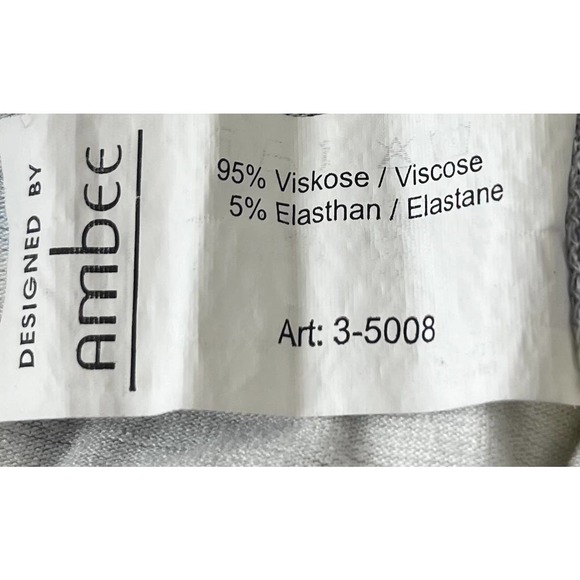 DESIGNED BY
AMBEE
95% Viskose / Viscose
5% Elasthan / Elastane
Art: 3-5008